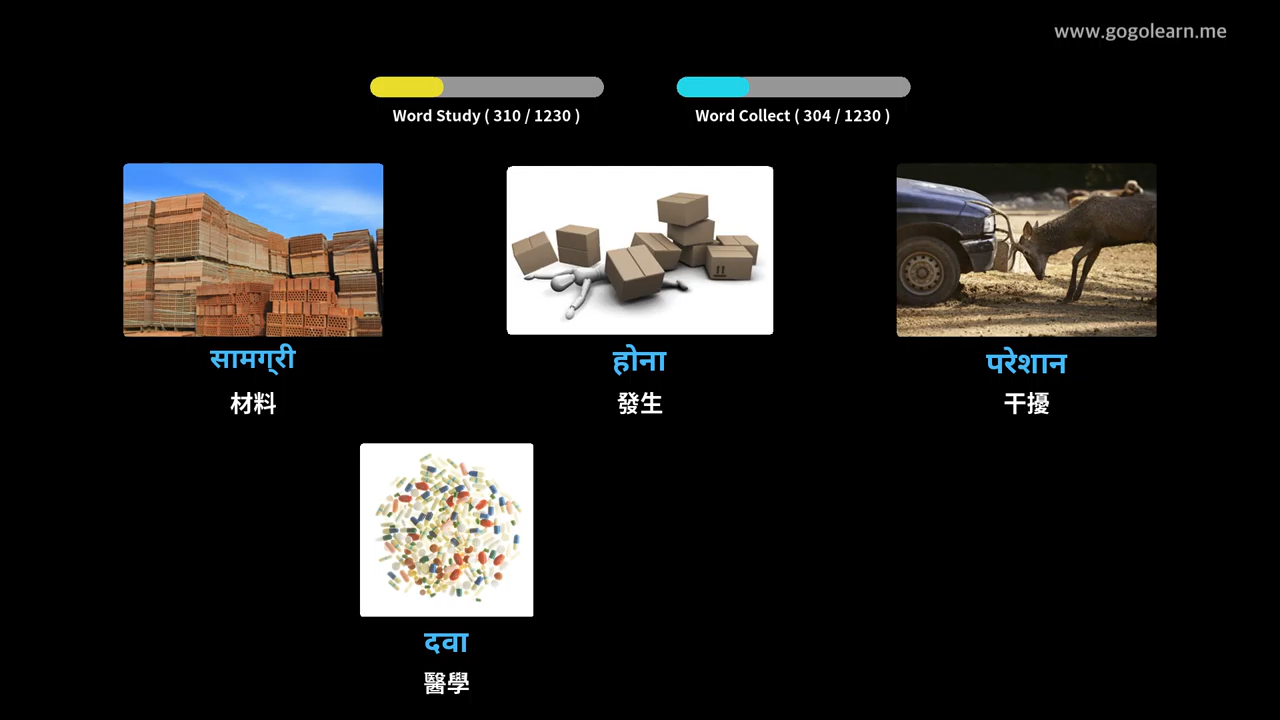 www.gogolearn.me
Word Study ( 310 / 1230 )
Word Collect ( 304 / 1230 )
सामग्री
होना
परेशान
材料
發生
干擾
दवा
醫學